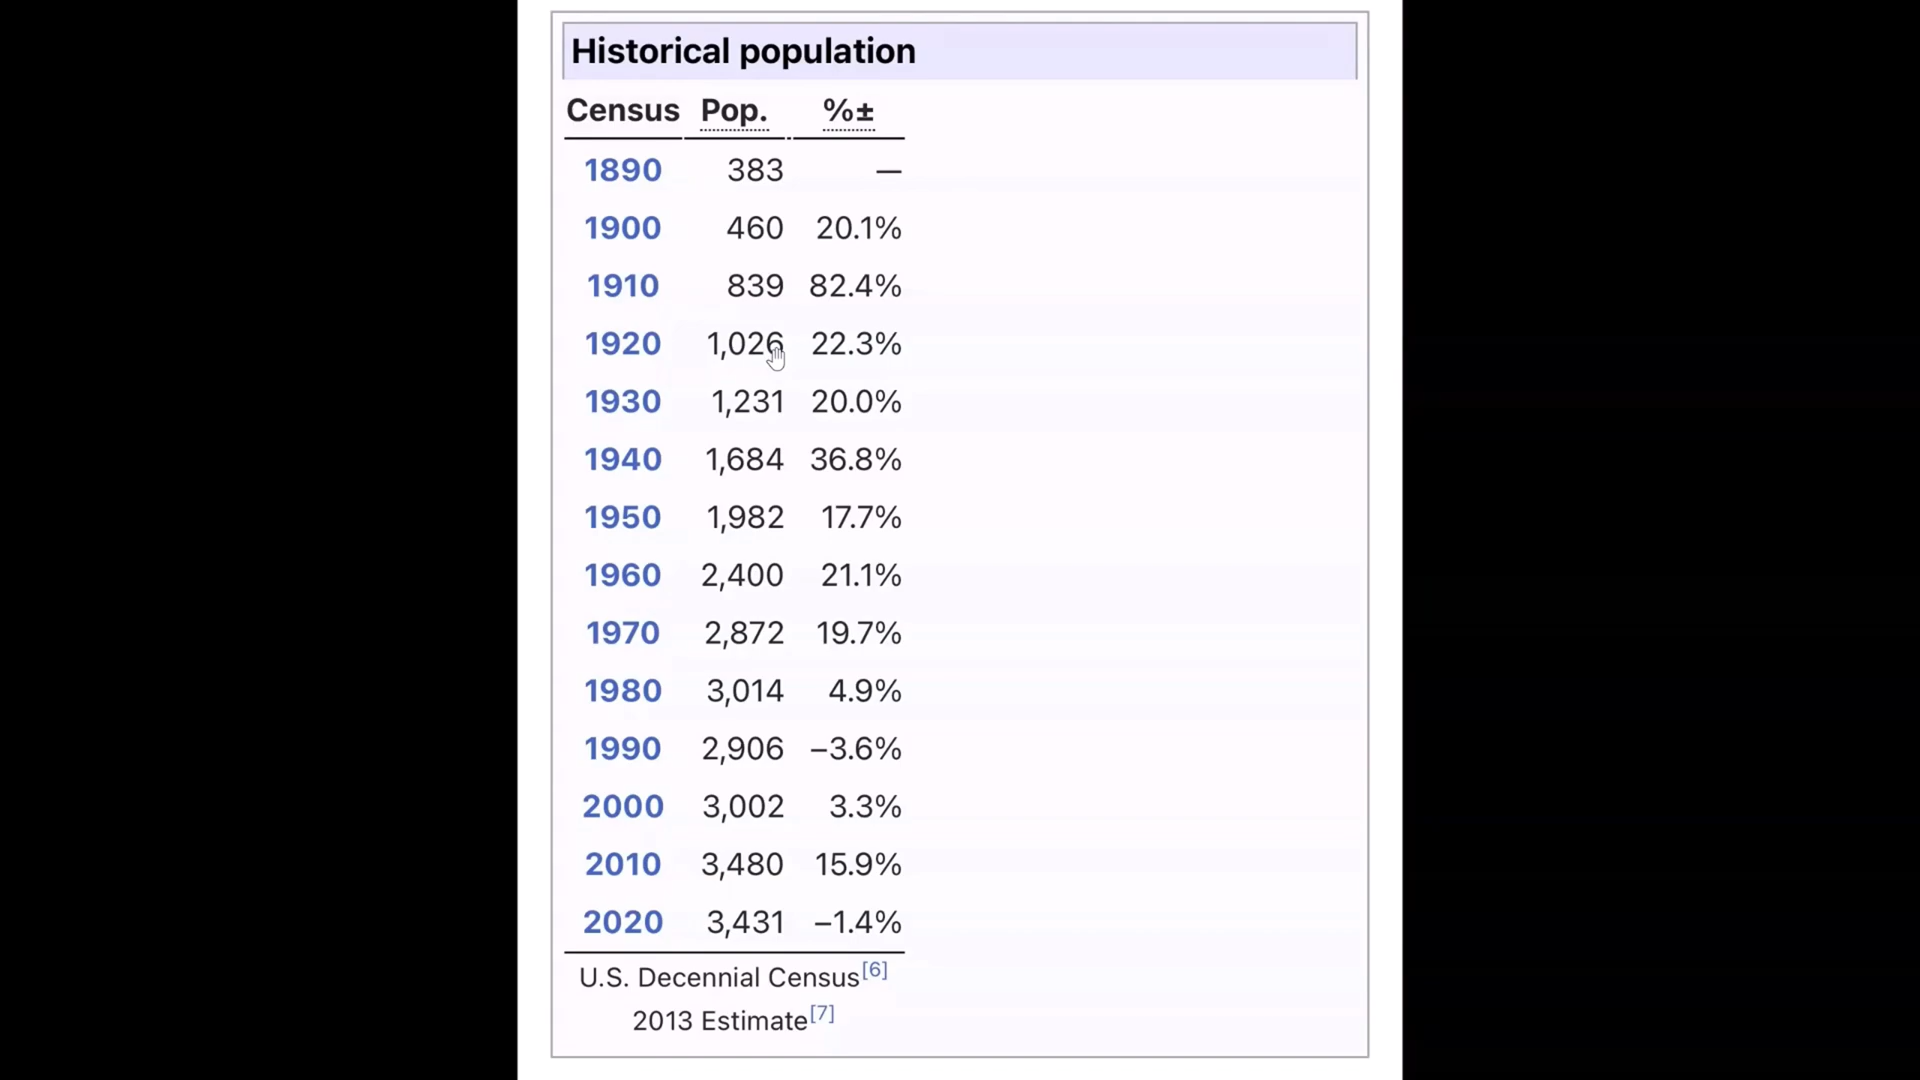 Historical population
Census Pop. %±
1890 383 —
1900 460 20.1%
1910 839 82.4%
1920 1,026 22.3%
1930 1,231 20.0%
1940 1,684 36.8%
1950 1,982 17.7%
1960 2,400 21.1%
1970 2,872 19.7%
1980 3,014 4.9%
1990 2,906 −3.6%
2000 3,002 3.3%
2010 3,480 15.9%
2020 3,431 −1.4%
U.S. Decennial Census[6]
2013 Estimate[7]